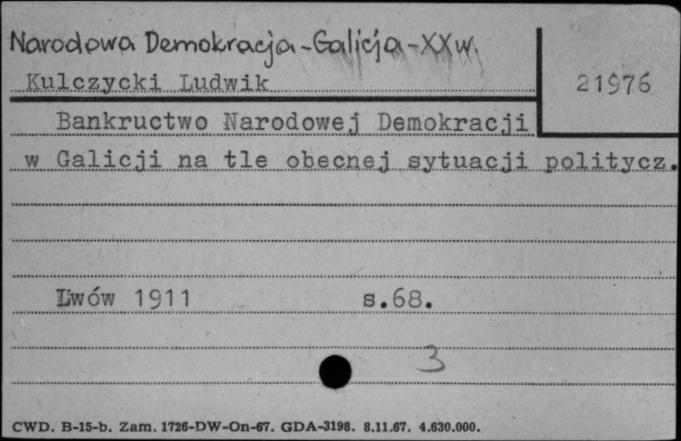 Narodowa Demokracja-Galicja-XXw.
Kulczycki Ludwik
21976
Bankructwo Narodowej Demokracji
w Galicji na tle obecnej sytuacji politycz.
Lwów 1911 s.68.
3
CWD. B-15-b. Zam. 1726-DW-On-67. GDA-3198. 8.11.67. 4.630.000.